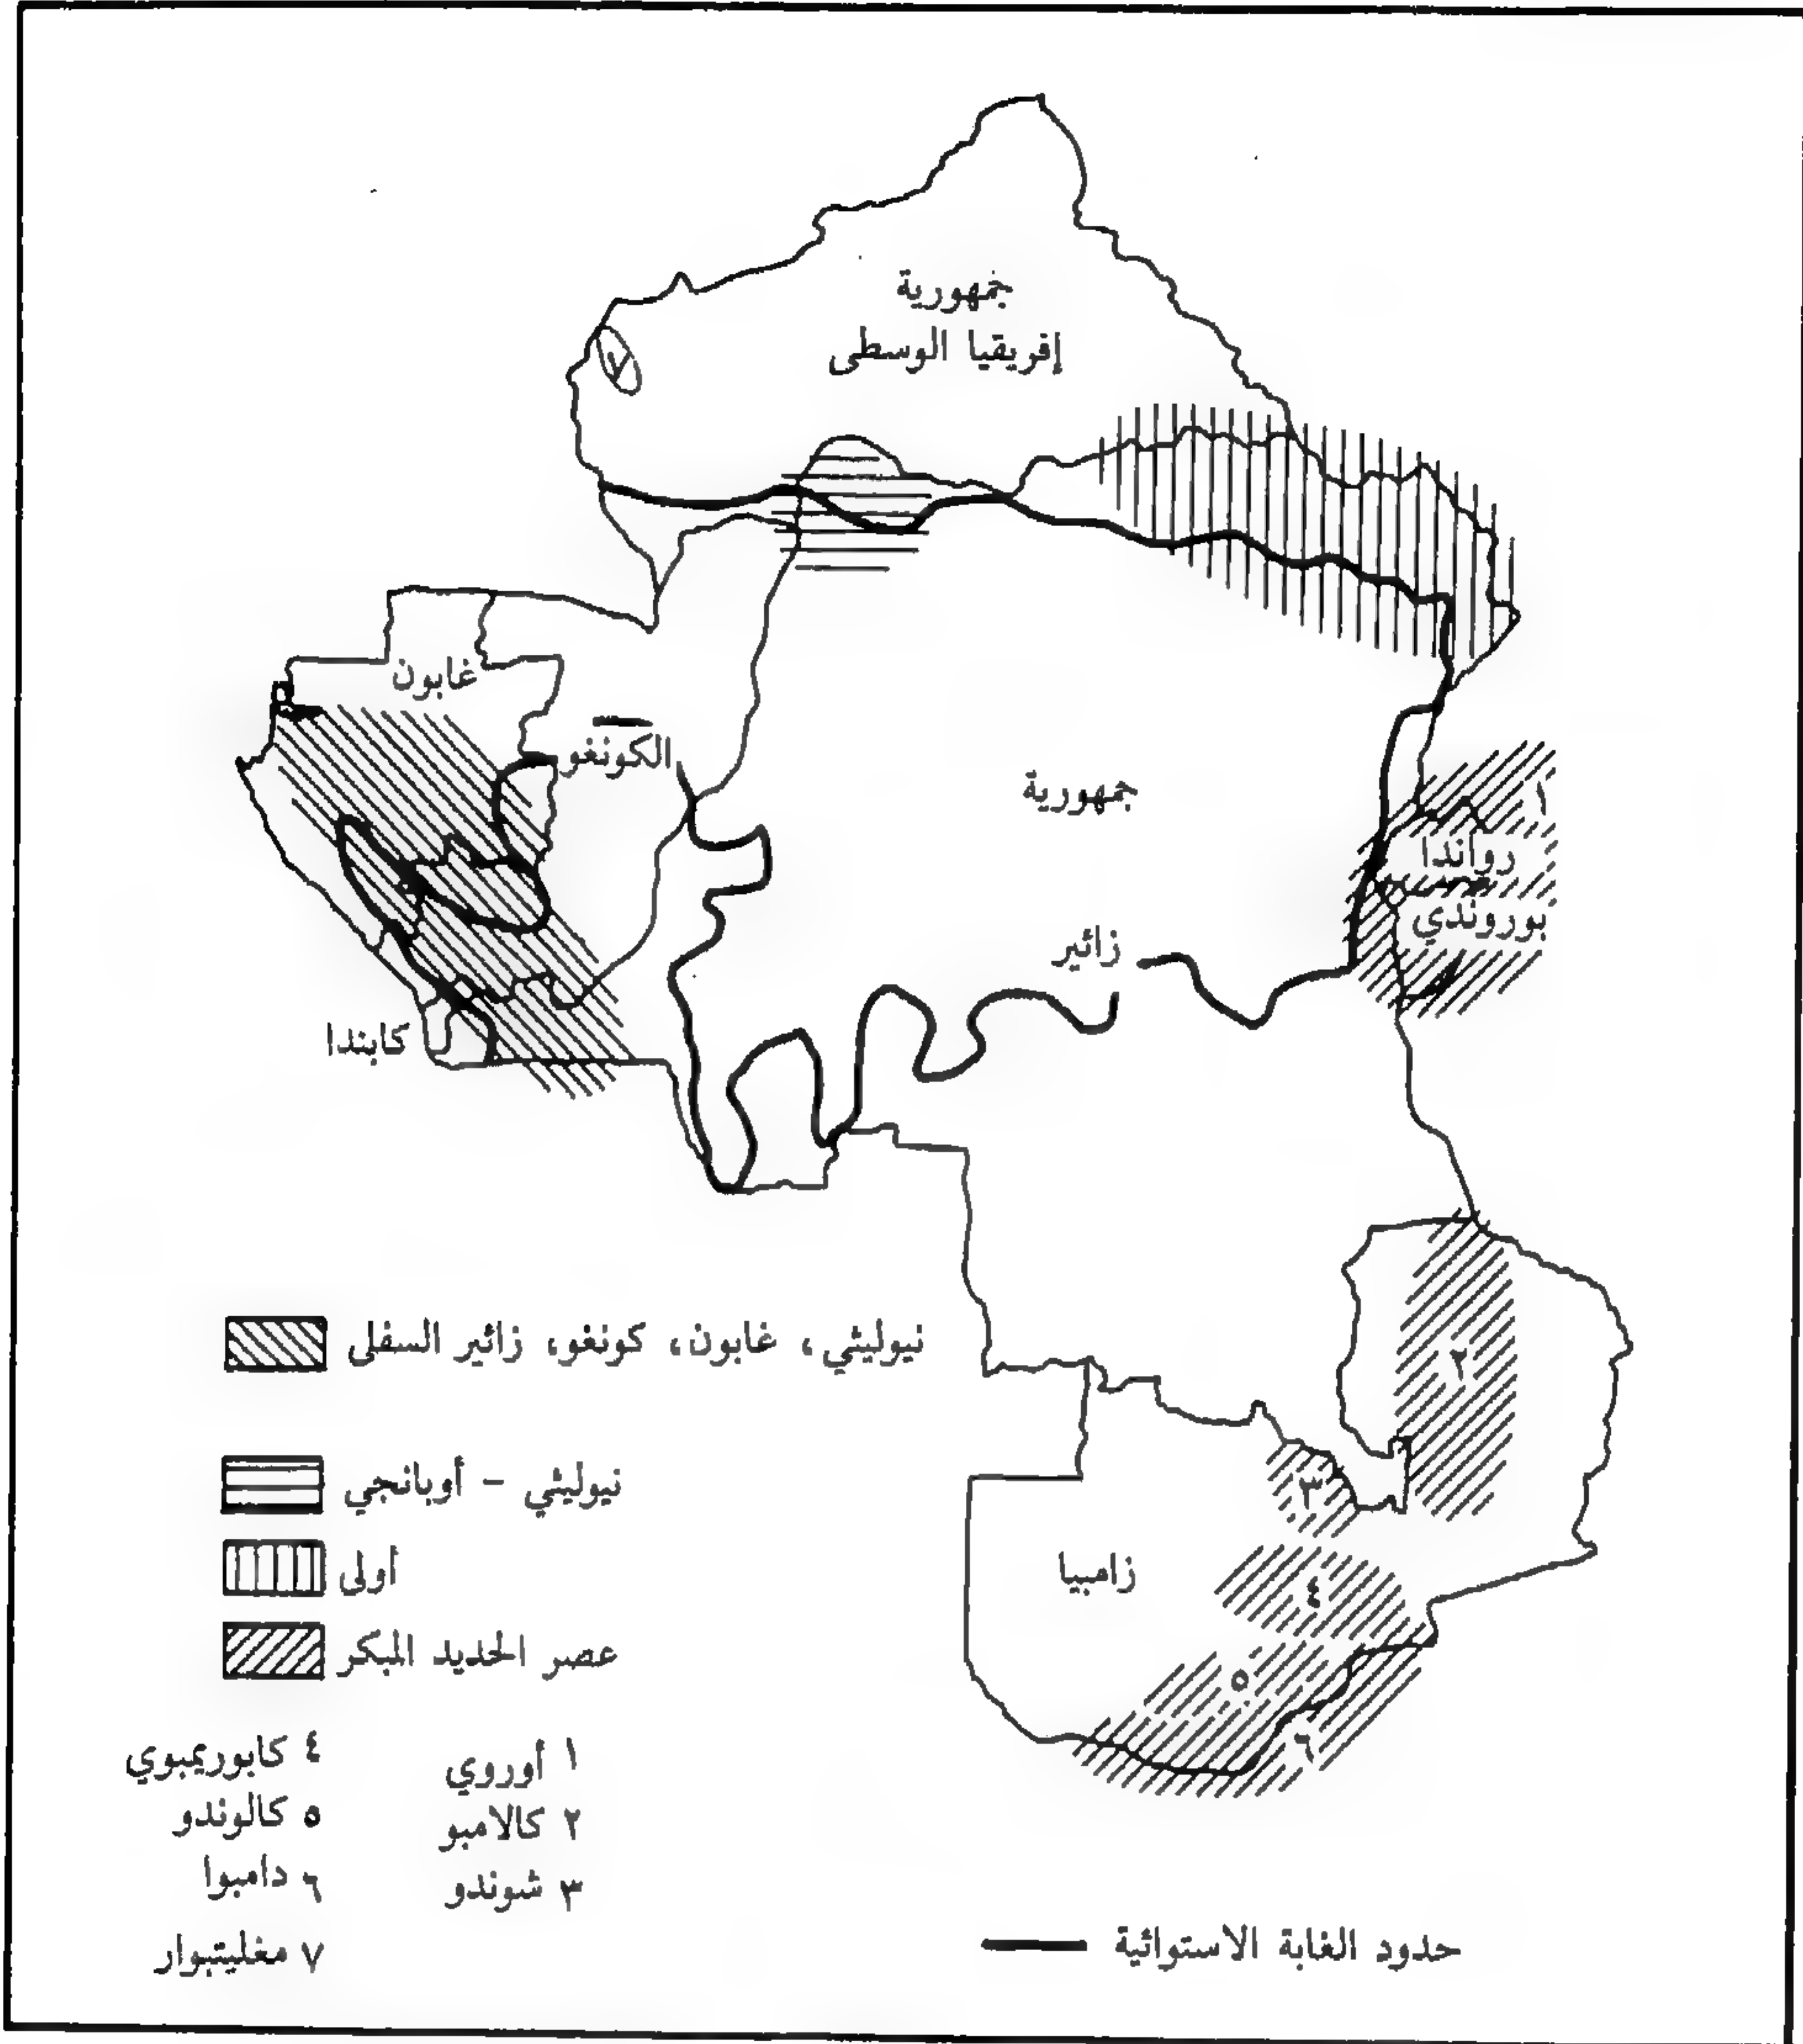 جمهورية
إفريقيا الوسطى
٧
غابون
الكونغو
جمهورية
زائير
١
رواندا
بوروندي
كابندا
٢
٣
زامبيا
٤
٥
٦
نيوليثي، غابون، كونغو، زائير السفلى
نيوليثي - أوبانجي
أولى
عصر الحديد المبكر
١ أوروي
٢ كالامبو
٣ شوندو
٤ كابوريمبوي
٥ كالوندو
٦ دامبوا
٧ مغليتبوار
حدود الغابة الاستوائية